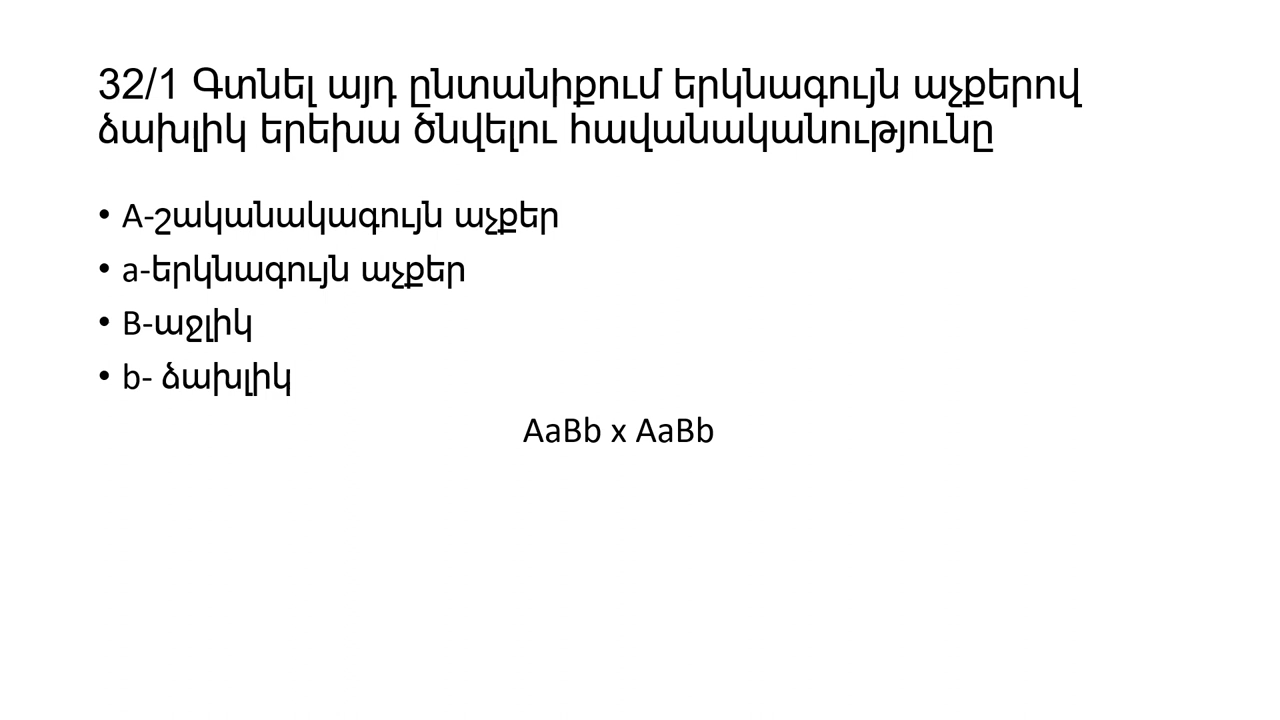 32/1 Գտնել այդ ընտանիքում երկնագույն աչքերով
ձախլիկ երեխա ծնվելու հավանականությունը
• A-շականակագույն աչքեր
• a-երկնագույն աչքեր
• B-աջլիկ
• b- ձախլիկ
AaBb x AaBb